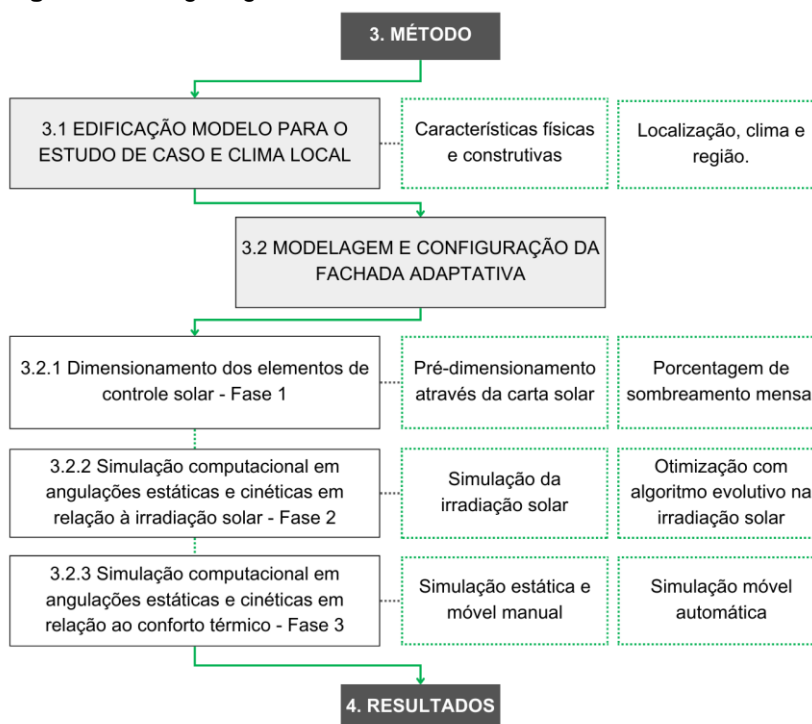 3. MÉTODO
3.1 EDIFICAÇÃO MODELO PARA O
ESTUDO DE CASO E CLIMA LOCAL
Características físicas
e construtivas
Localização, clima e
região.
3.2 MODELAGEM E CONFIGURAÇÃO DA
FACHADA ADAPTATIVA
3.2.1 Dimensionamento dos elementos de
controle solar - Fase 1
Pré-dimensionamento
através da carta solar
Porcentagem de
sombreamento mensa
3.2.2 Simulação computacional em
angulações estáticas e cinéticas em
relação à irradiação solar - Fase 2
Simulação da
irradiação solar
Otimização com
algoritmo evolutivo na
irradiação solar
3.2.3 Simulação computacional em
angulações estáticas e cinéticas em
relação ao conforto térmico - Fase 3
Simulação estática e
móvel manual
Simulação móvel
automática
4. RESULTADOS